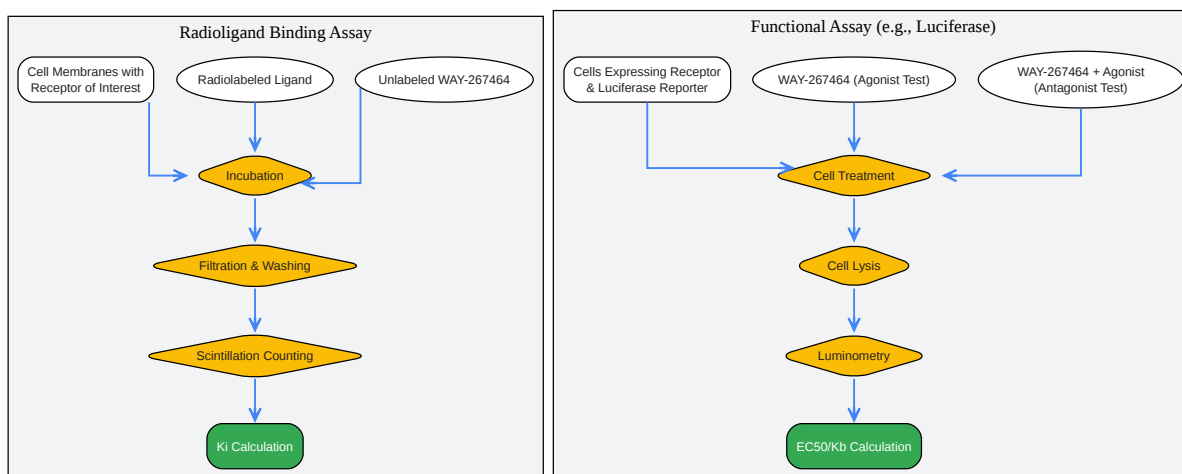 Radioligand Binding Assay
Cell Membranes with
Receptor of Interest
Radiolabeled Ligand
Unlabeled WAY-267464
Incubation
Filtration & Washing
Scintillation Counting
Ki Calculation
Functional Assay (e.g., Luciferase)
Cells Expressing Receptor
& Luciferase Reporter
WAY-267464 (Agonist Test)
WAY-267464 + Agonist
(Antagonist Test)
Cell Treatment
Cell Lysis
Luminometry
EC50/Kb Calculation